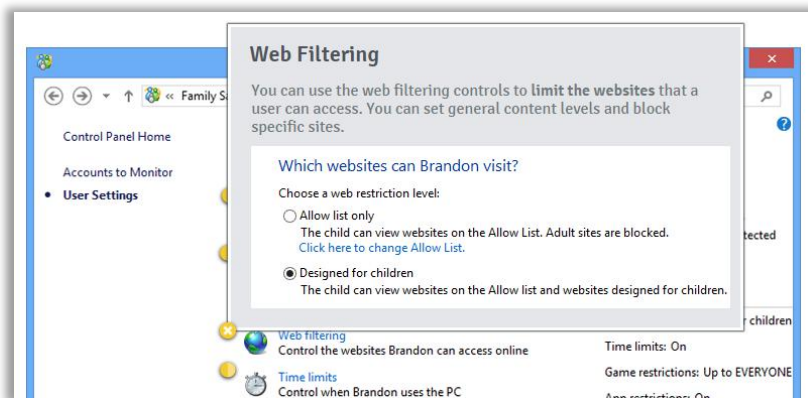 Web Filtering
You can use the web filtering controls to limit the websites that a
user can access. You can set general content levels and block
specific sites.
Which websites can Brandon visit?
Choose a web restriction level:
Allow list only
The child can view websites on the Allow List. Adult sites are blocked.
Click here to change Allow List.
Designed for children
The child can view websites on the Allow list and websites designed for children.
« Family Sa
Control Panel Home
Accounts to Monitor
User Settings
tected
r children
Web filtering
Control the websites Brandon can access online
Time limits: On
Time limits
Control when Brandon uses the PC
Game restrictions: Up to EVERYONE
App restrictions: On